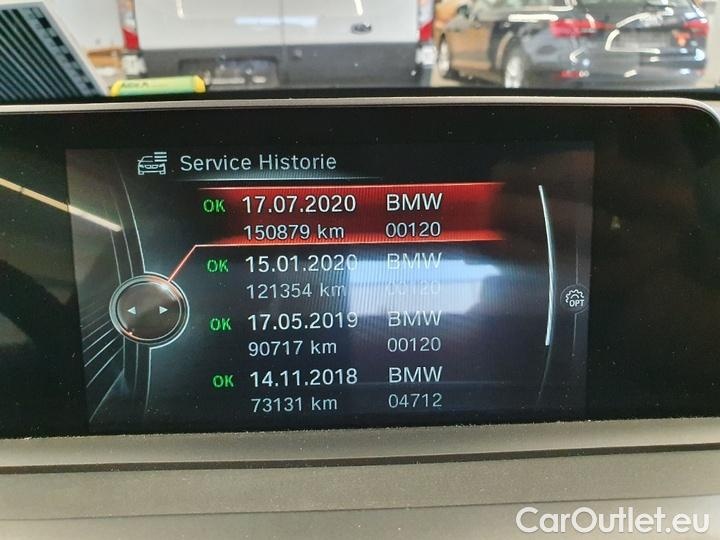 Service Historie
OK 17.07.2020 BMW
150879 km 00120
OK 15.01.2020 BMW
121354 km 00120
OK 17.05.2019 BMW
90717 km 00120
OK 14.11.2018 BMW
73131 km 04712
OPT
CarOutlet.eu